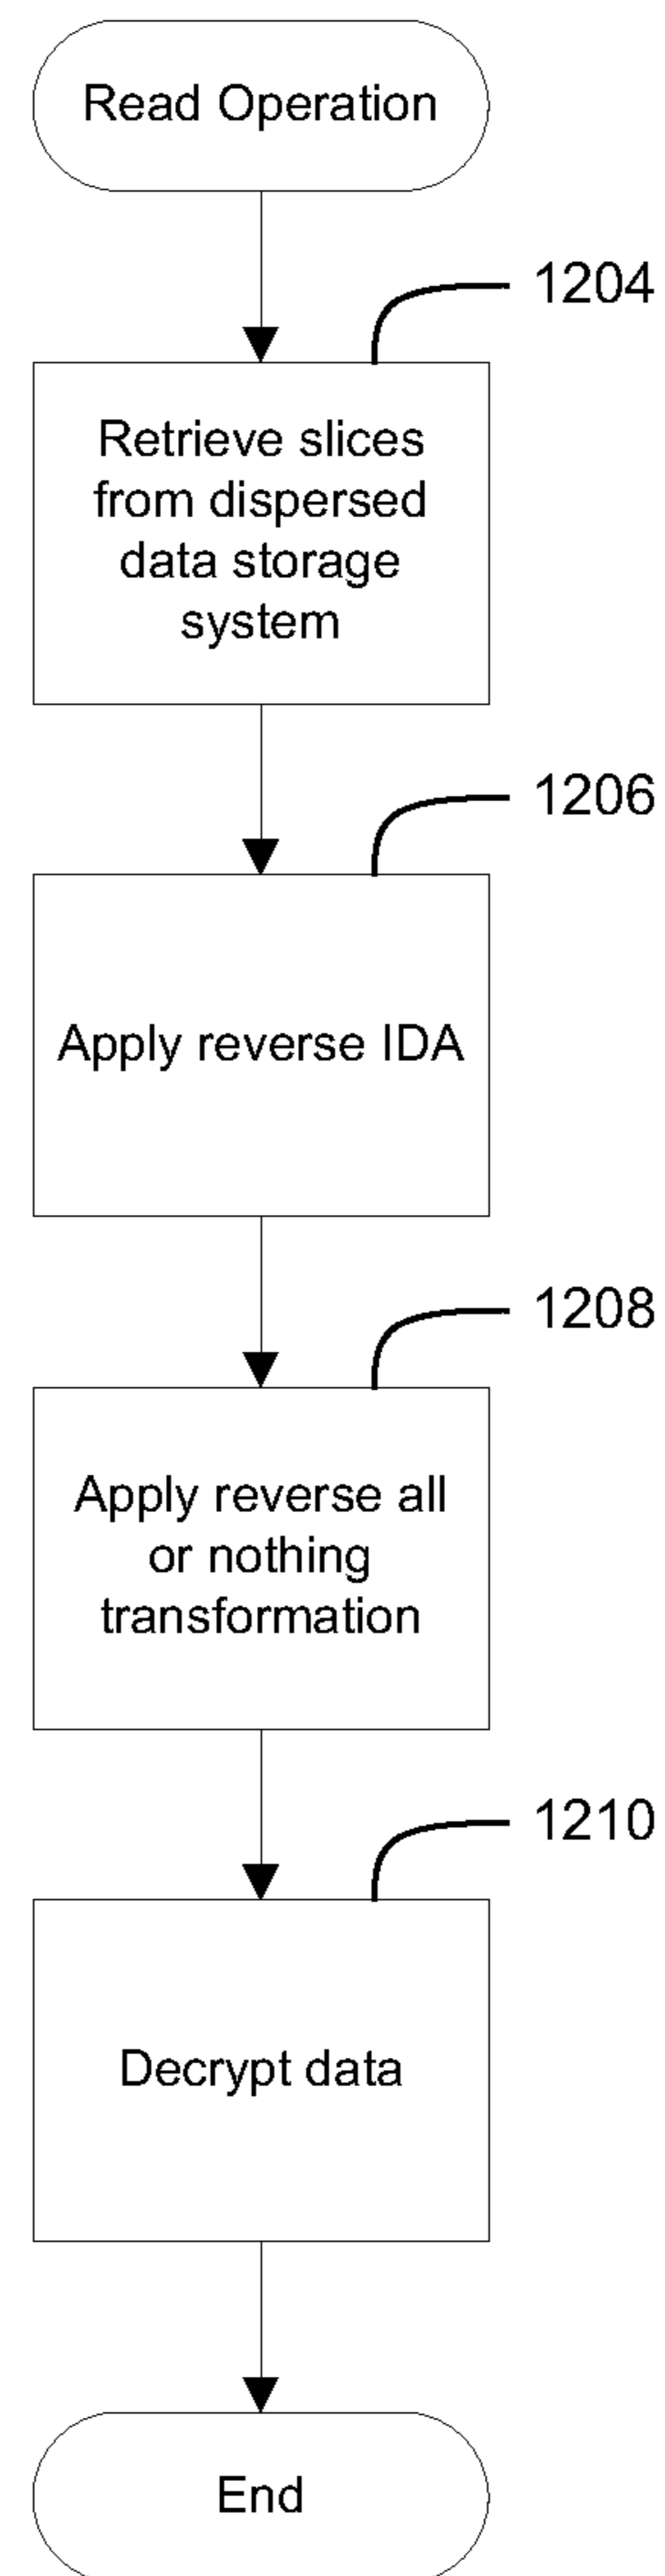 Read Operation
1204
Retrieve slices
from dispersed
data storage
system
1206
Apply reverse IDA
1208
Apply reverse all
or nothing
transformation
1210
Decrypt data
End